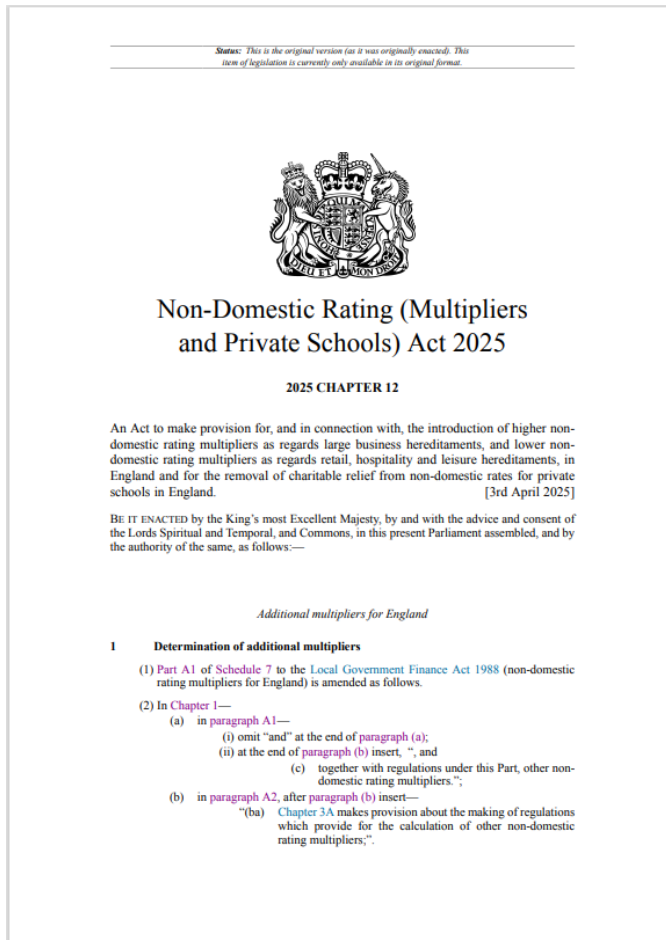 Status: This is the original version (as it was originally enacted). This
item of legislation is currently only available in its original format.
DIEU ET MON DROIT
Non-Domestic Rating (Multipliers
and Private Schools) Act 2025
2025 CHAPTER 12
An Act to make provision for, and in connection with, the introduction of higher non-
domestic rating multipliers as regards large business hereditaments, and lower non-
domestic rating multipliers as regards retail, hospitality and leisure hereditaments, in
England and for the removal of charitable relief from non-domestic rates for private
schools in England. [3rd April 2025]
BE IT ENACTED by the King's most Excellent Majesty, by and with the advice and consent of
the Lords Spiritual and Temporal, and Commons, in this present Parliament assembled, and by
the authority of the same, as follows:—
Additional multipliers for England
1 Determination of additional multipliers
(1) Part A1 of Schedule 7 to the Local Government Finance Act 1988 (non-domestic
rating multipliers for England) is amended as follows.
(2) In Chapter 1—
(a) in paragraph A1—
(i) omit “and” at the end of paragraph (a);
(ii) at the end of paragraph (b) insert, “, and
(c) together with regulations under this Part, other non-
domestic rating multipliers.”;
(b) in paragraph A2, after paragraph (b) insert—
“(ba) Chapter 3A makes provision about the making of regulations
which provide for the calculation of other non-domestic
rating multipliers;”.